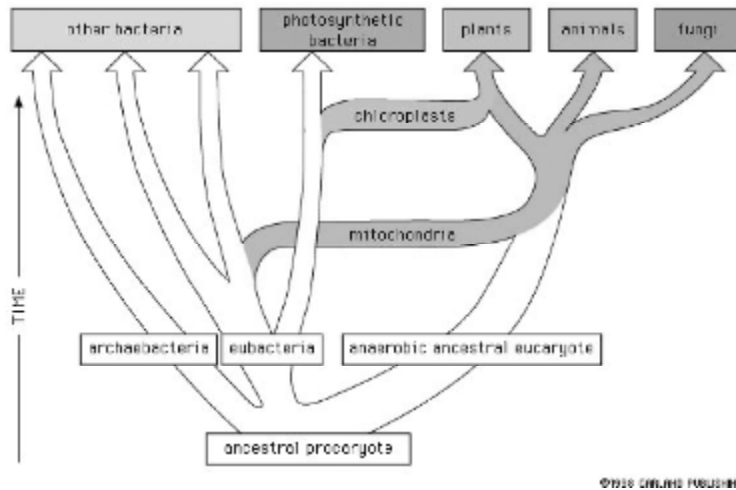 other bacteria
photosynthetic
bacteria
plants
animals
fungi
chloroplasts
mitochondria
TIME
archaebacteria
eubacteria
anaerobic ancestral eucaryote
ancestral procaryote
©1998 GARLAND PUBLISHIN